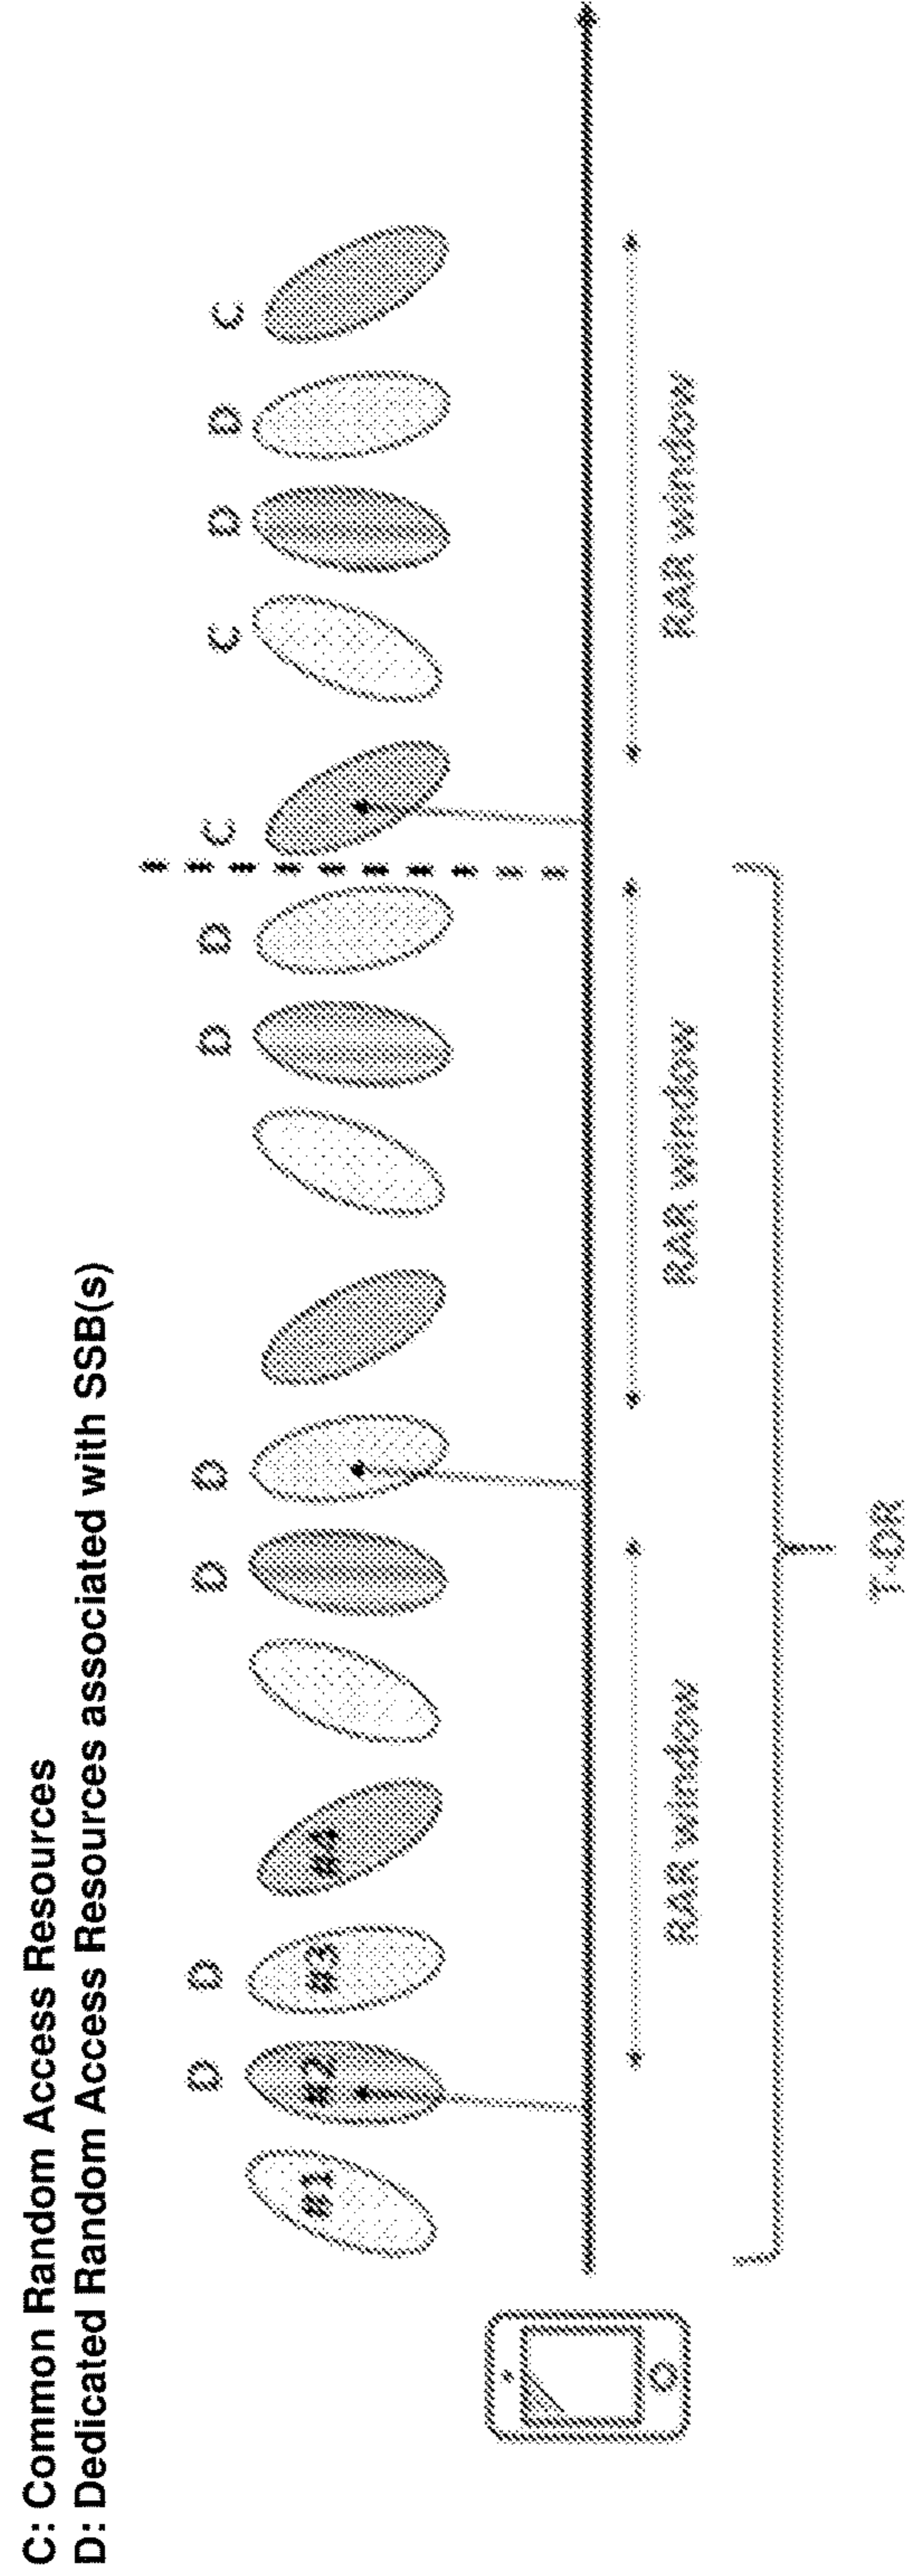 C: Common Random Access Resources
D: Dedicated Random Access Resources associated with SSB(s)
D D D D D D C C D D C
#1 #2 #3 #4
RAR window RAR window RAR window
T-DR